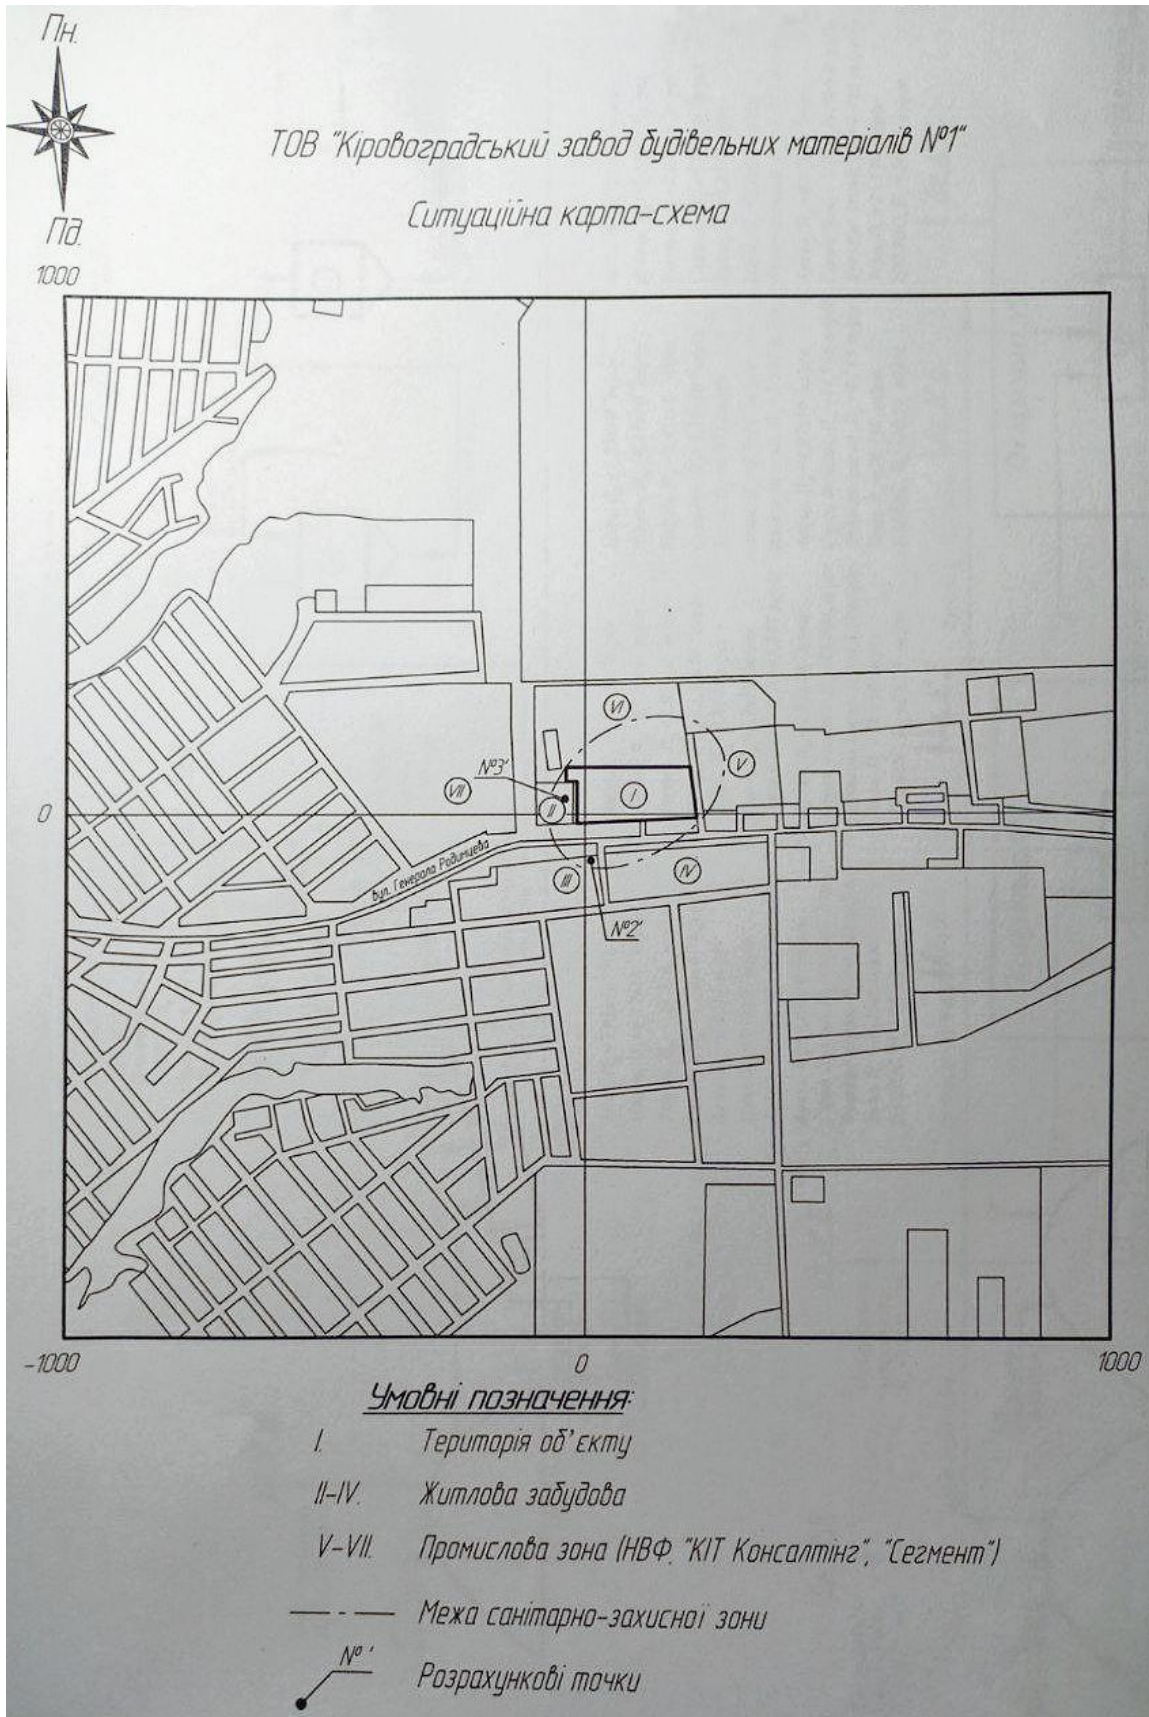 Пн.
Пд.
ТОВ "Кіровоградський завод будівельних матеріалів №1"
Ситуаційна карта-схема
1000
VI
V
№3'
VII
I
II
0
вул. Генерала Родимцева
III
IV
№2'
-1000
0
1000
Умовні позначення:
I. Територія об'єкту
II-IV. Житлова забудова
V-VII. Промислова зона (НВФ, "КІТ Консалтінг", "Сегмент")
Межа санітарно-захисної зони
№'
Розрахункові точки